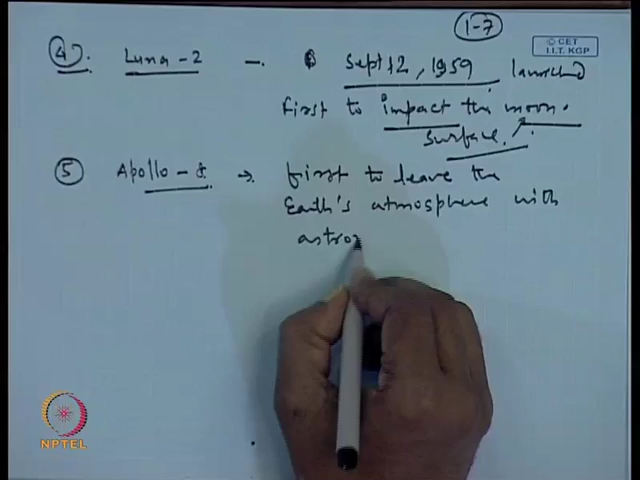 1-7
© CET
I.I.T. KGP
4). Luna-2 - Sept 12, 1959 launched
first to impact the moon.
surface.
5 Apollo-8 → first to leave the
Earth's atmosphere with
astro
NPTEL